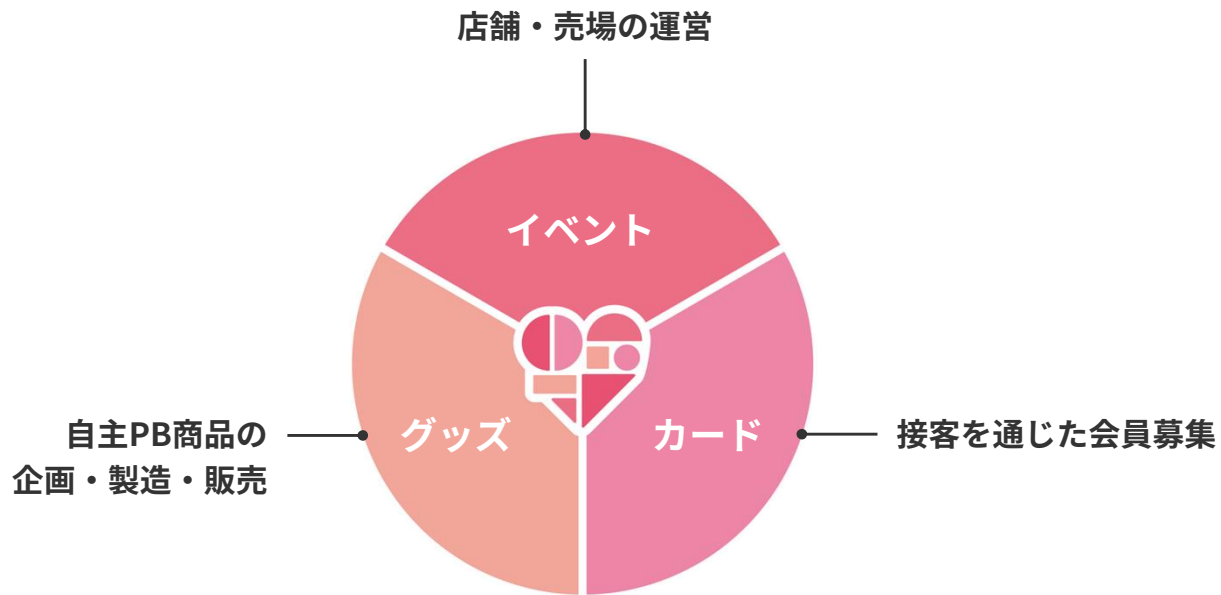 店舗・売場の運営
イベント
グッズ
カード
自主PB商品の
企画・製造・販売
接客を通じた会員募集